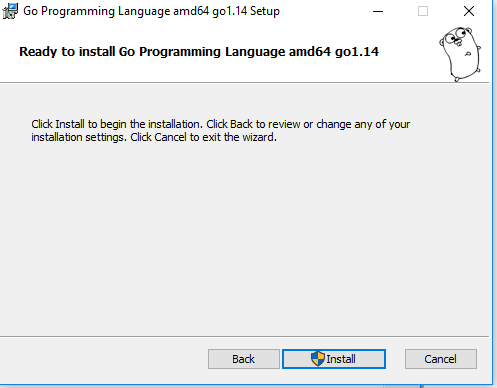 Go Programming Language amd64 go1.14 Setup
Ready to install Go Programming Language amd64 go1.14
Click Install to begin the installation. Click Back to review or change any of your
installation settings. Click Cancel to exit the wizard.
Back
Install
Cancel